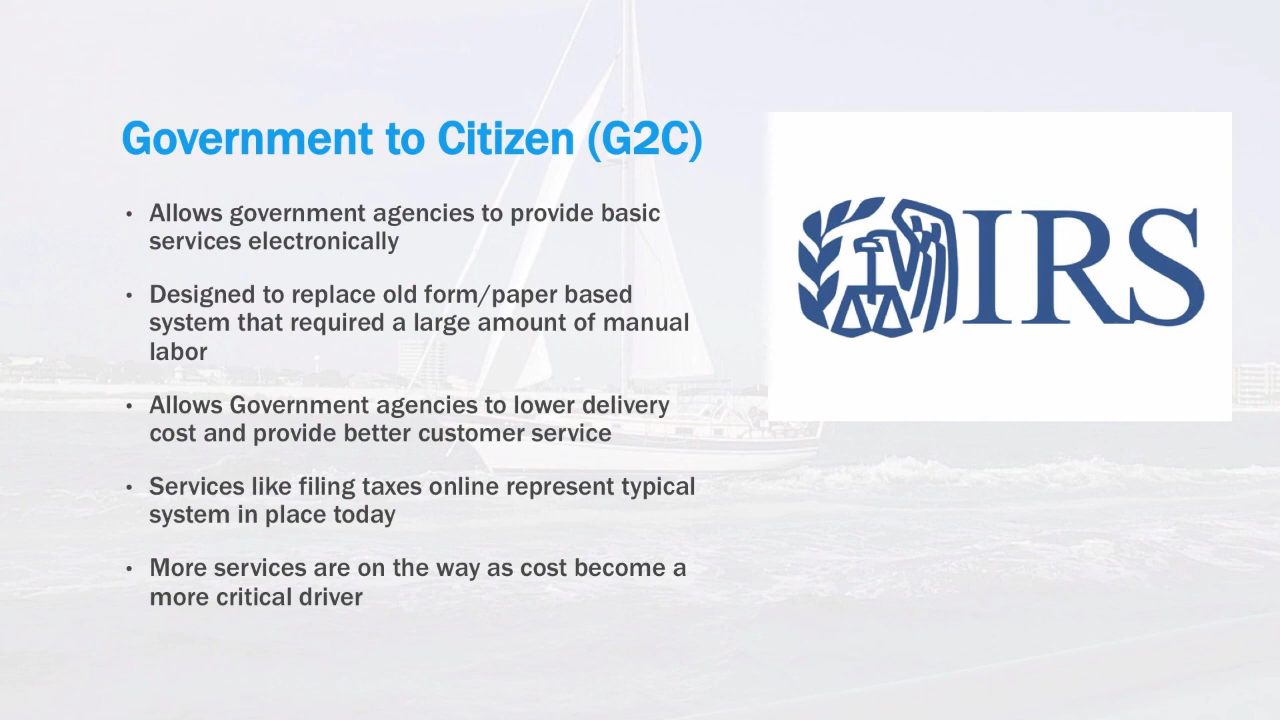 Government to Citizen (G2C)
• Allows government agencies to provide basic
services electronically
• Designed to replace old form/paper based
system that required a large amount of manual
labor
• Allows Government agencies to lower delivery
cost and provide better customer service
• Services like filing taxes online represent typical
system in place today
• More services are on the way as cost become a
more critical driver
IRS